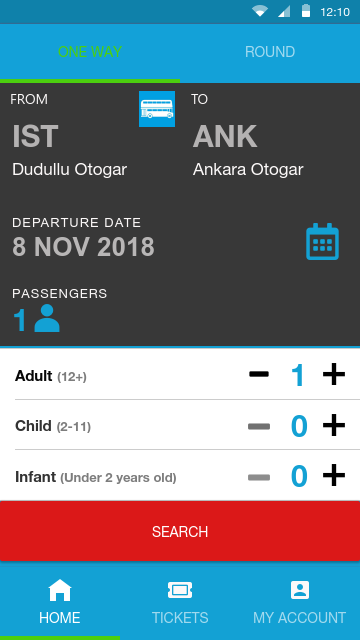 12:10
ONE WAY
ROUND
FROM
TO
IST
ANK
Dudullu Otogar
Ankara Otogar
DEPARTURE DATE
8 NOV 2018
PASSENGERS
1
Adult (12+)
1
Child (2-11)
0
Infant (Under 2 years old)
0
SEARCH
HOME
TICKETS
MY ACCOUNT